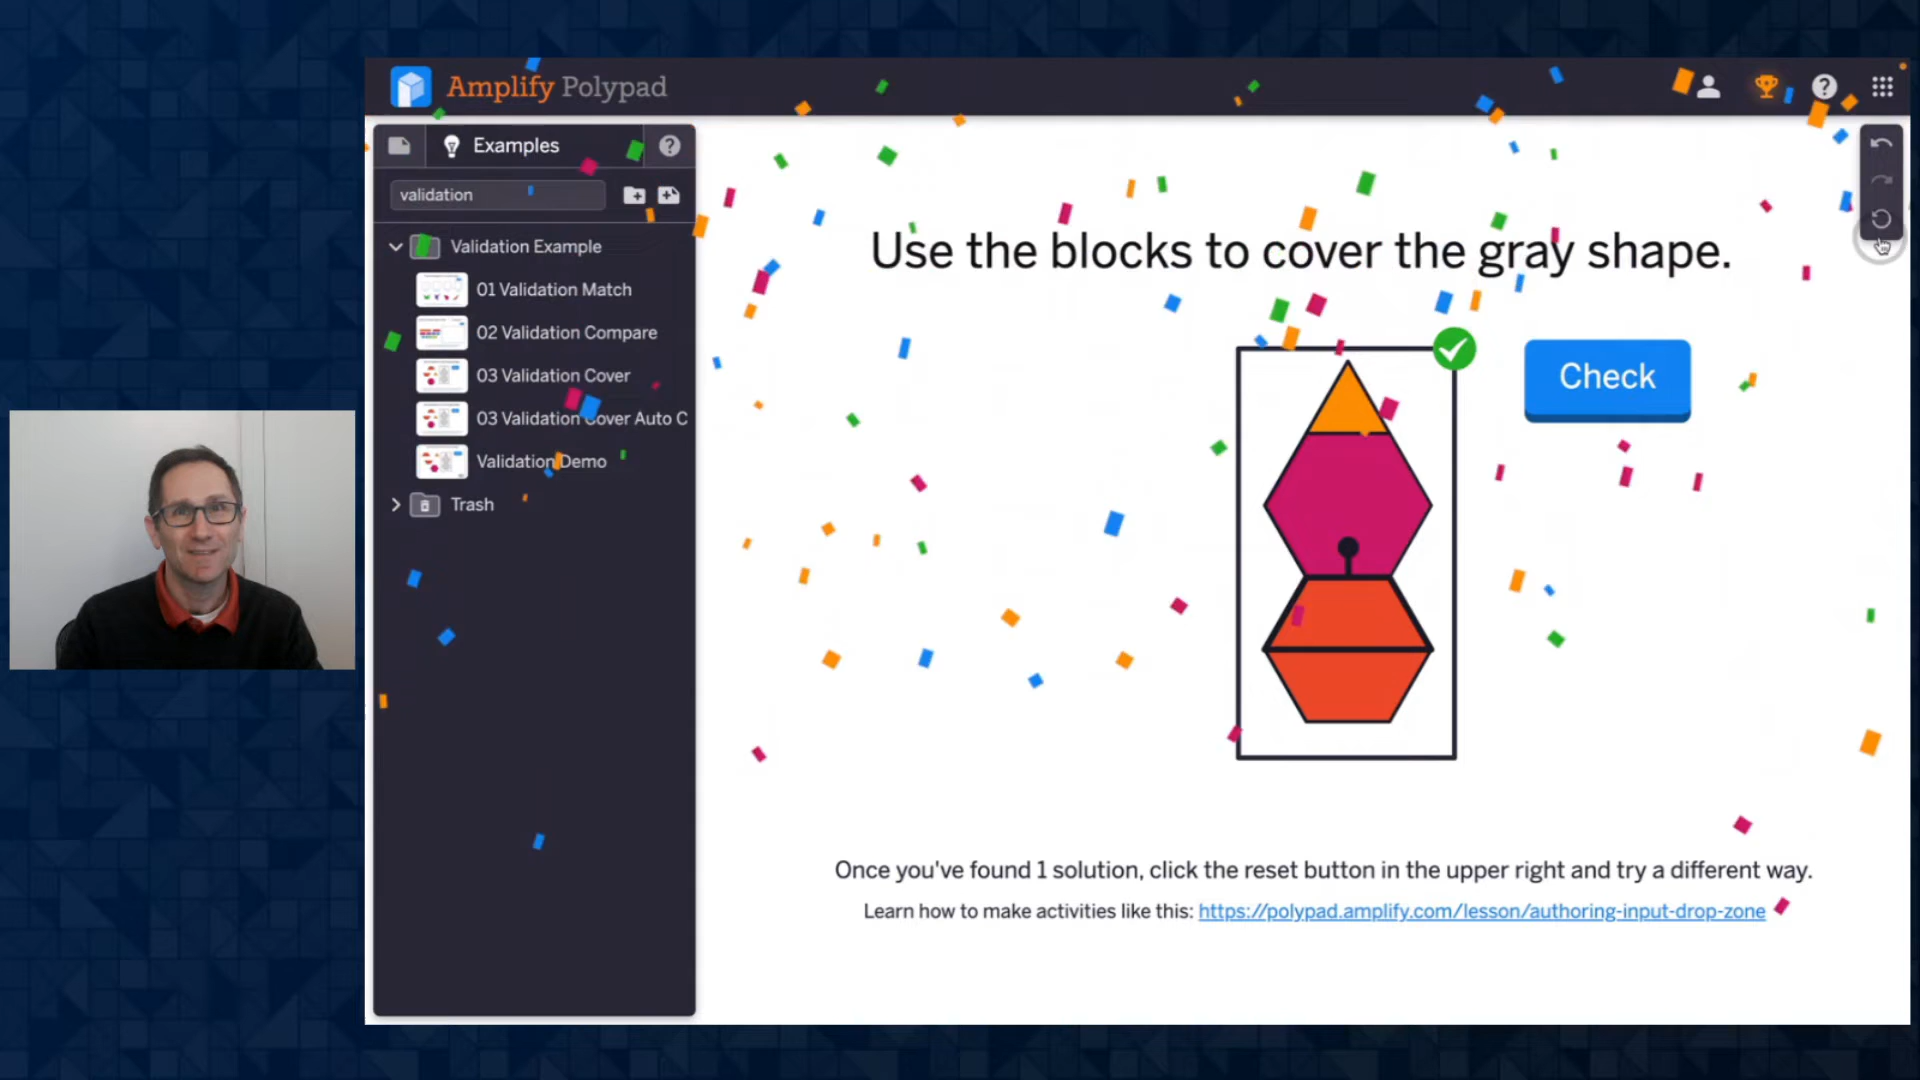 Amplify Polypad
Examples
validation
Validation Example
01 Validation Match
02 Validation Compare
03 Validation Cover
03 Validation Cover Auto C
Validation Demo
Trash
Use the blocks to cover the gray shape.
Check
Once you've found 1 solution, click the reset button in the upper right and try a different way.
Learn how to make activities like this: https://polypad.amplify.com/lesson/authoring-input-drop-zone